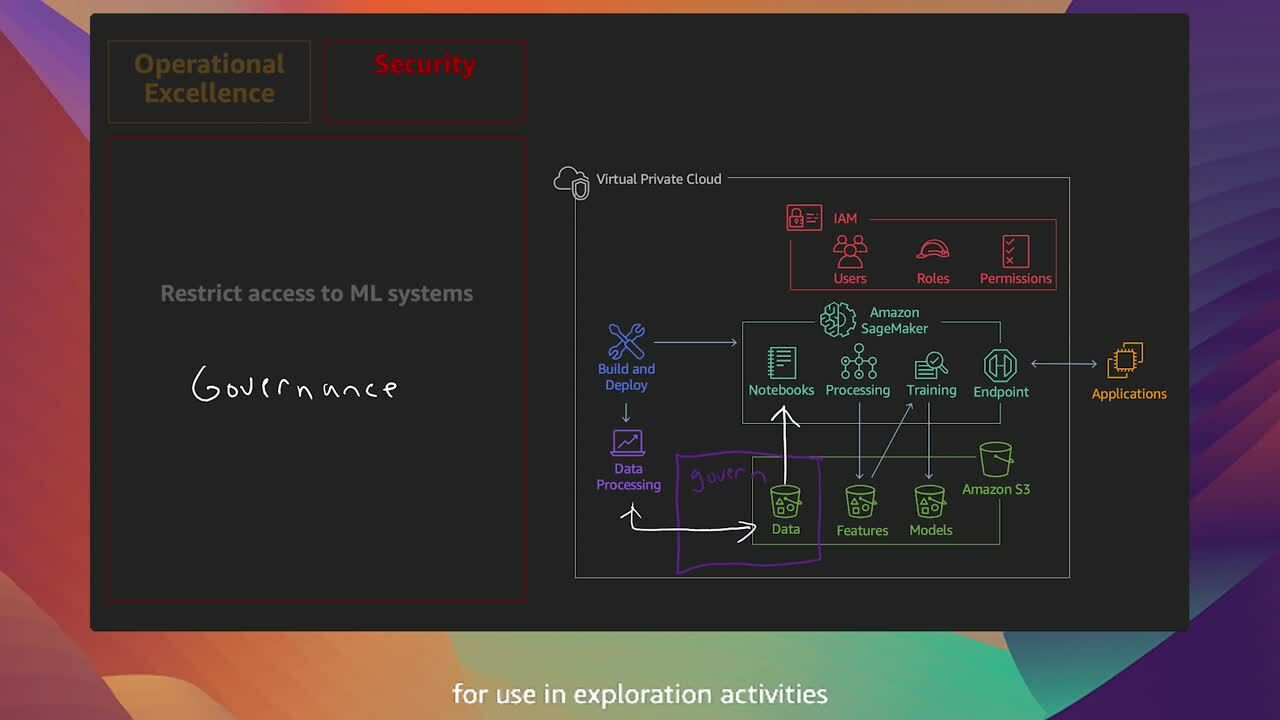 Operational
Excellence
Security
Restrict access to ML systems
Governance
Virtual Private Cloud
IAM
Users
Roles
Permissions
Amazon
SageMaker
Build and
Deploy
Notebooks
Processing
Training
Endpoint
Applications
Data
Processing
govern
Amazon S3
Data
Features
Models
for use in exploration activities